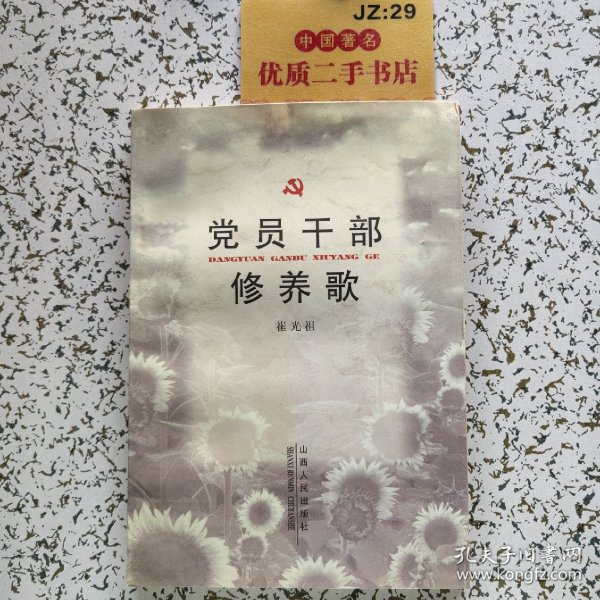 JZ:29
中国著名
优质二手书店
党员干部
DANGYUAN GANBU XIUYANG GE
修养歌
崔光祖
山西人民出版社
SHANXI RENMIN CHUBANSHE
孔夫子旧书网
www.kongfz.com